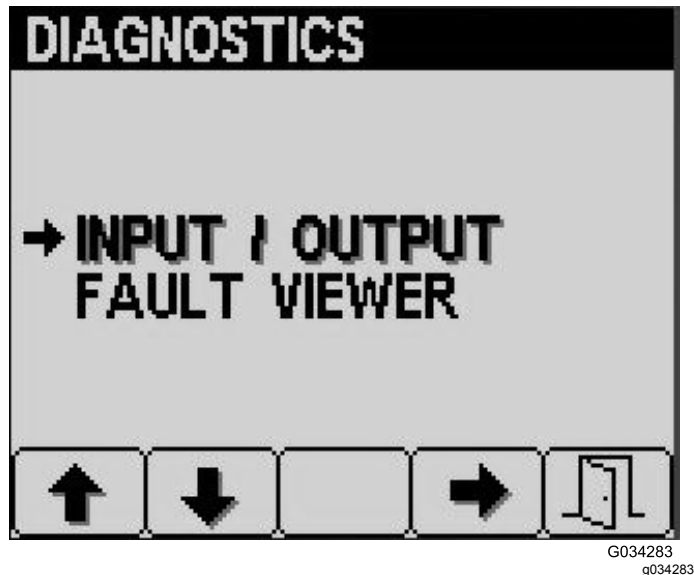 DIAGNOSTICS
INPUT / OUTPUT
FAULT VIEWER
G034283
g034283